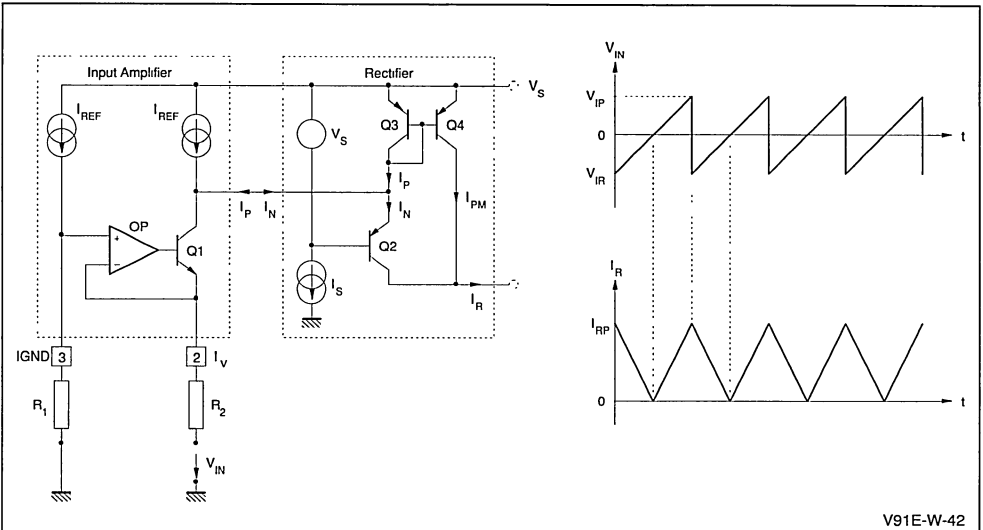 Input Amplifier
Rectifier
I_REF
I_REF
V_S
V_S
Q3
Q4
I_P
I_P
I_N
I_N
I_PM
OP
+
−
Q1
Q2
I_S
I_R
IGND
3
2
I_V
R_1
R_2
V_IN
V_IN
V_IP
0
t
V_IR
I_R
I_RP
0
t
V91E-W-42